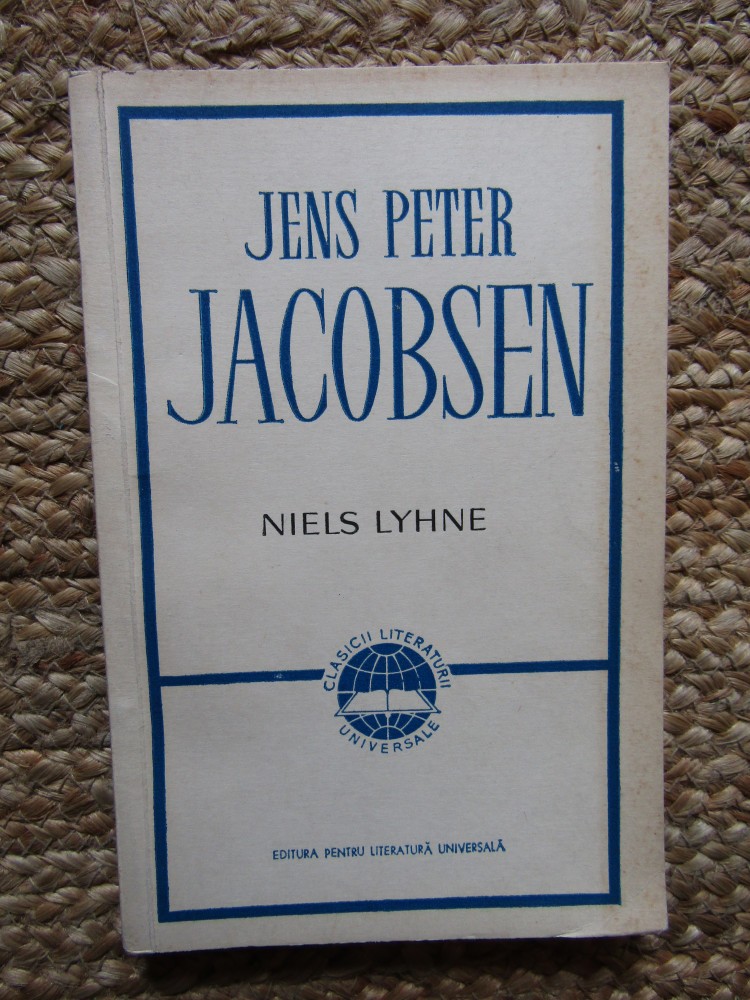 JENS PETER
JACOBSEN
NIELS LYHNE
CLASICII LITERATURII
UNIVERSALE
EDITURA PENTRU LITERATURĂ UNIVERSALĂ